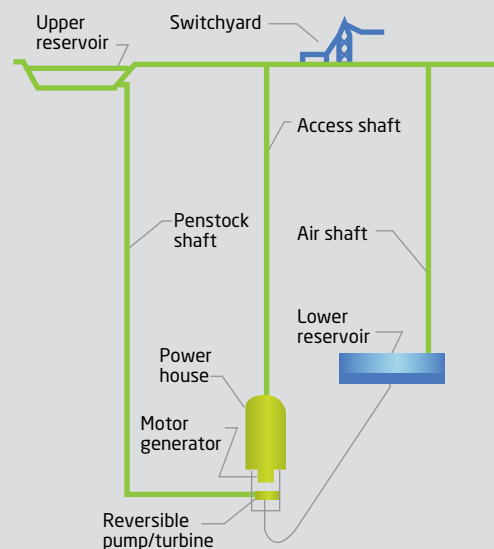 Upper
reservoir
Switchyard
Access shaft
Penstock
shaft
Air shaft
Lower
reservoir
Power
house
Motor
generator
Reversible
pump/turbine